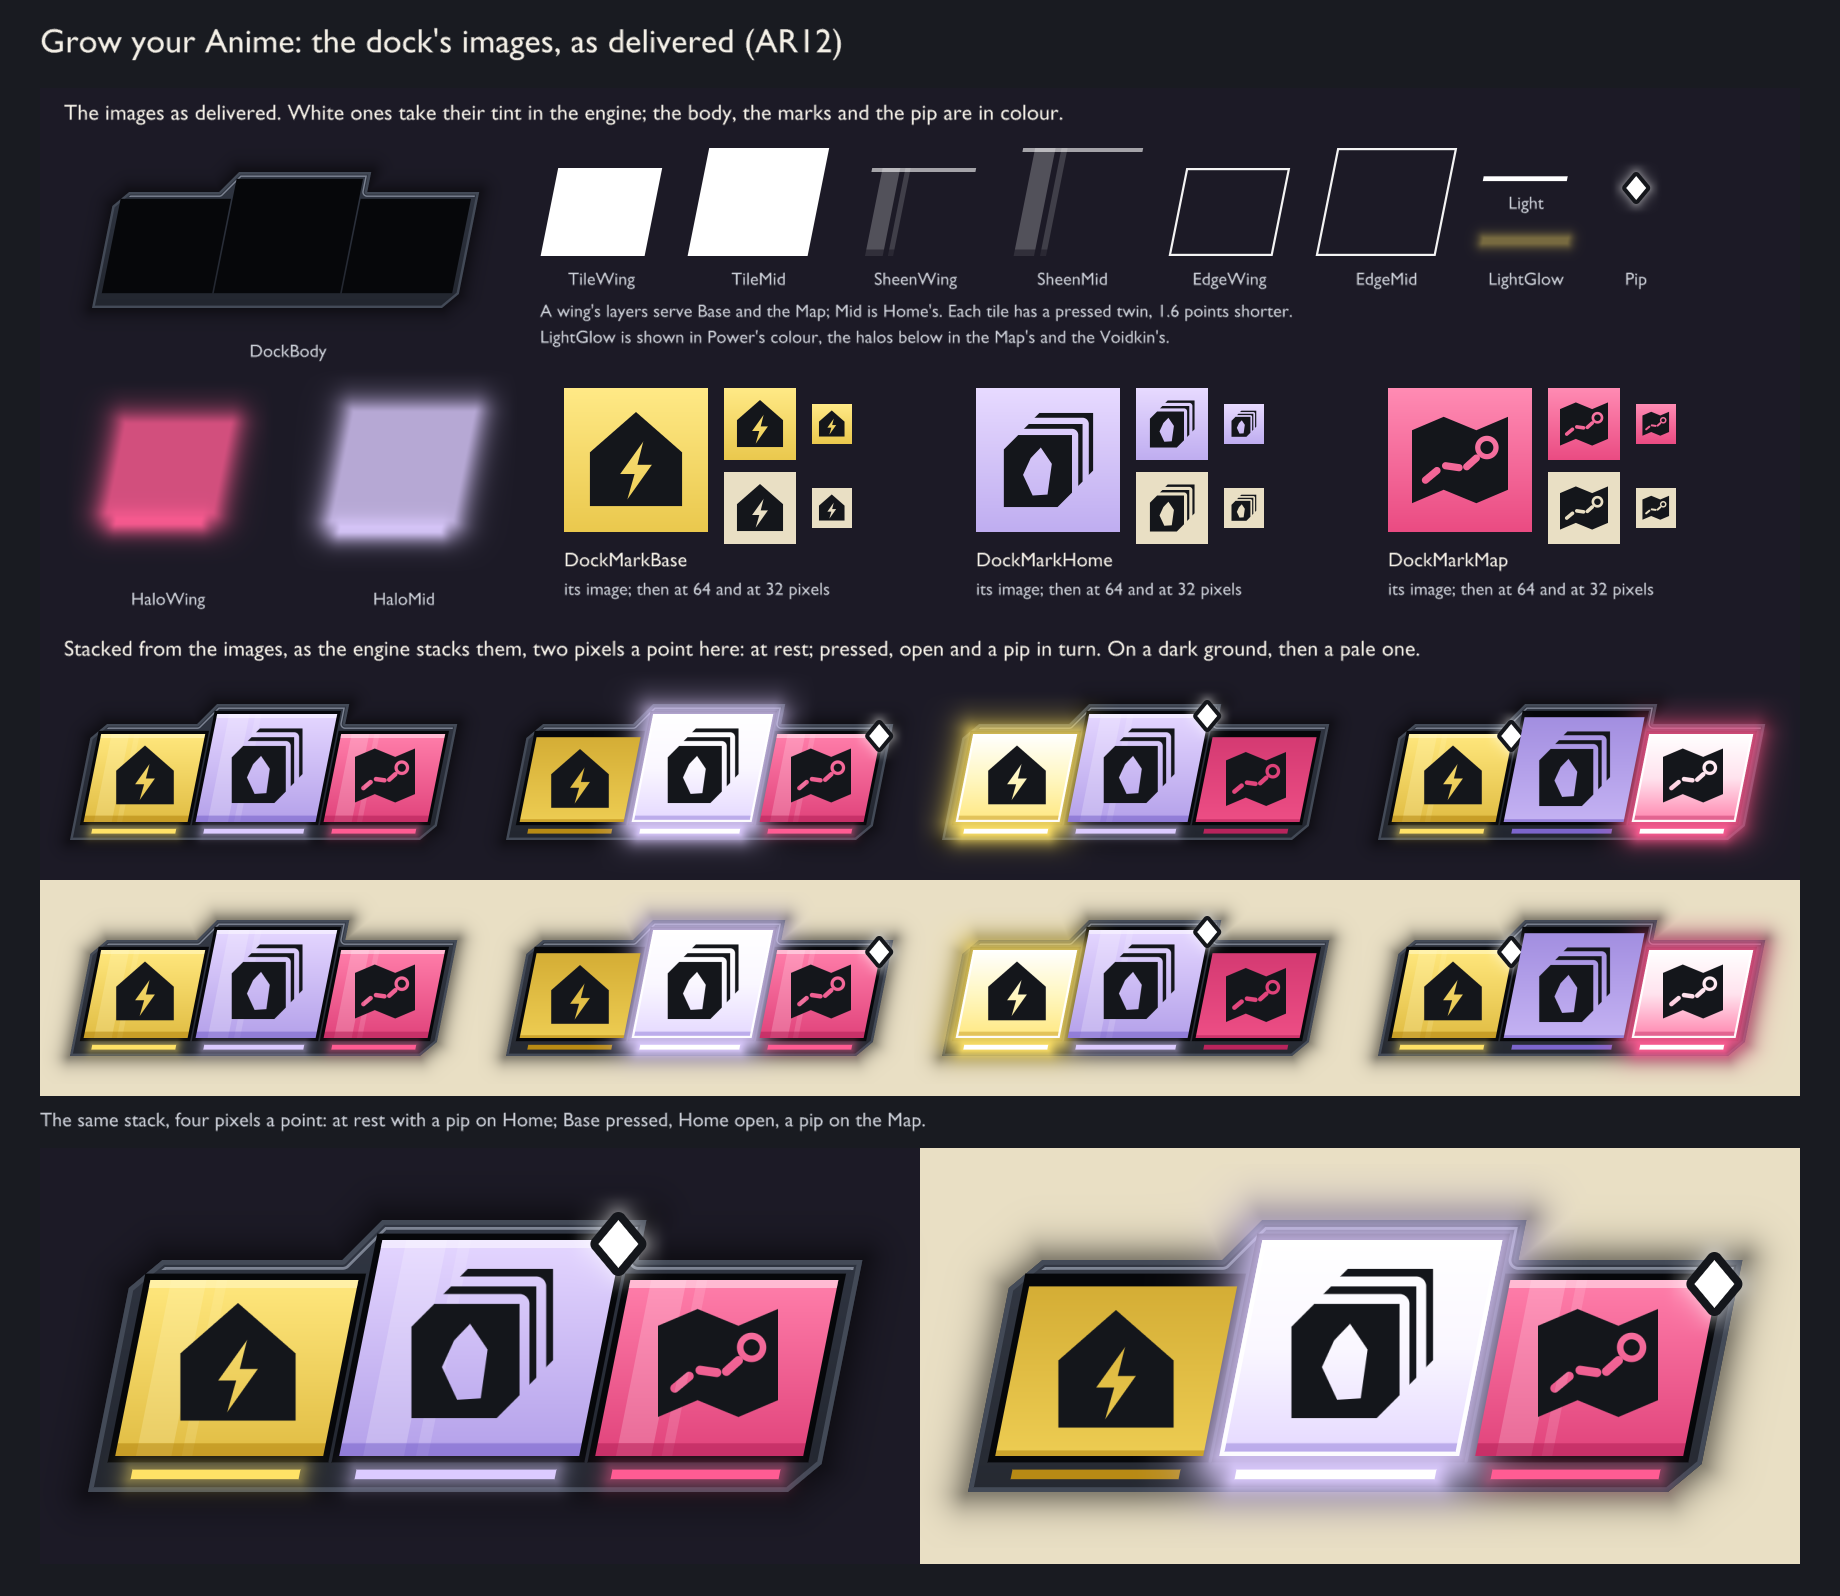 Grow your Anime: the dock's images, as delivered (AR12)
The images as delivered. White ones take their tint in the engine; the body, the marks and the pip are in colour.
Light
TileWing
TileMid
SheenWing
SheenMid
EdgeWing
EdgeMid
LightGlow
Pip
A wing's layers serve Base and the Map; Mid is Home's. Each tile has a pressed twin, 1.6 points shorter.
LightGlow is shown in Power's colour, the halos below in the Map's and the Voidkin's.
DockBody
DockMarkBase
DockMarkHome
DockMarkMap
its image; then at 64 and at 32 pixels
its image; then at 64 and at 32 pixels
its image; then at 64 and at 32 pixels
HaloWing
HaloMid
Stacked from the images, as the engine stacks them, two pixels a point here: at rest; pressed, open and a pip in turn. On a dark ground, then a pale one.
The same stack, four pixels a point: at rest with a pip on Home; Base pressed, Home open, a pip on the Map.